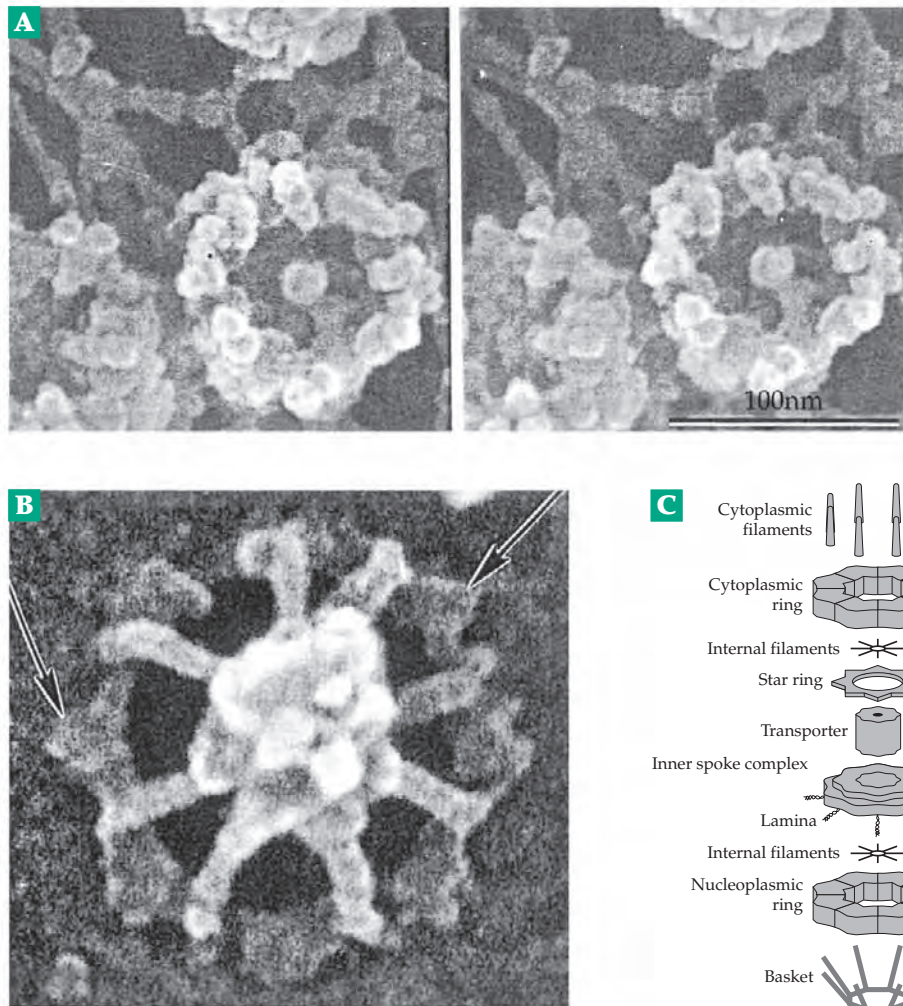 A
100nm
B
C
Cytoplasmic
filaments
Cytoplasmic
ring
Internal filaments
Star ring
Transporter
Inner spoke complex
Lamina
Internal filaments
Nucleoplasmic
ring
Basket